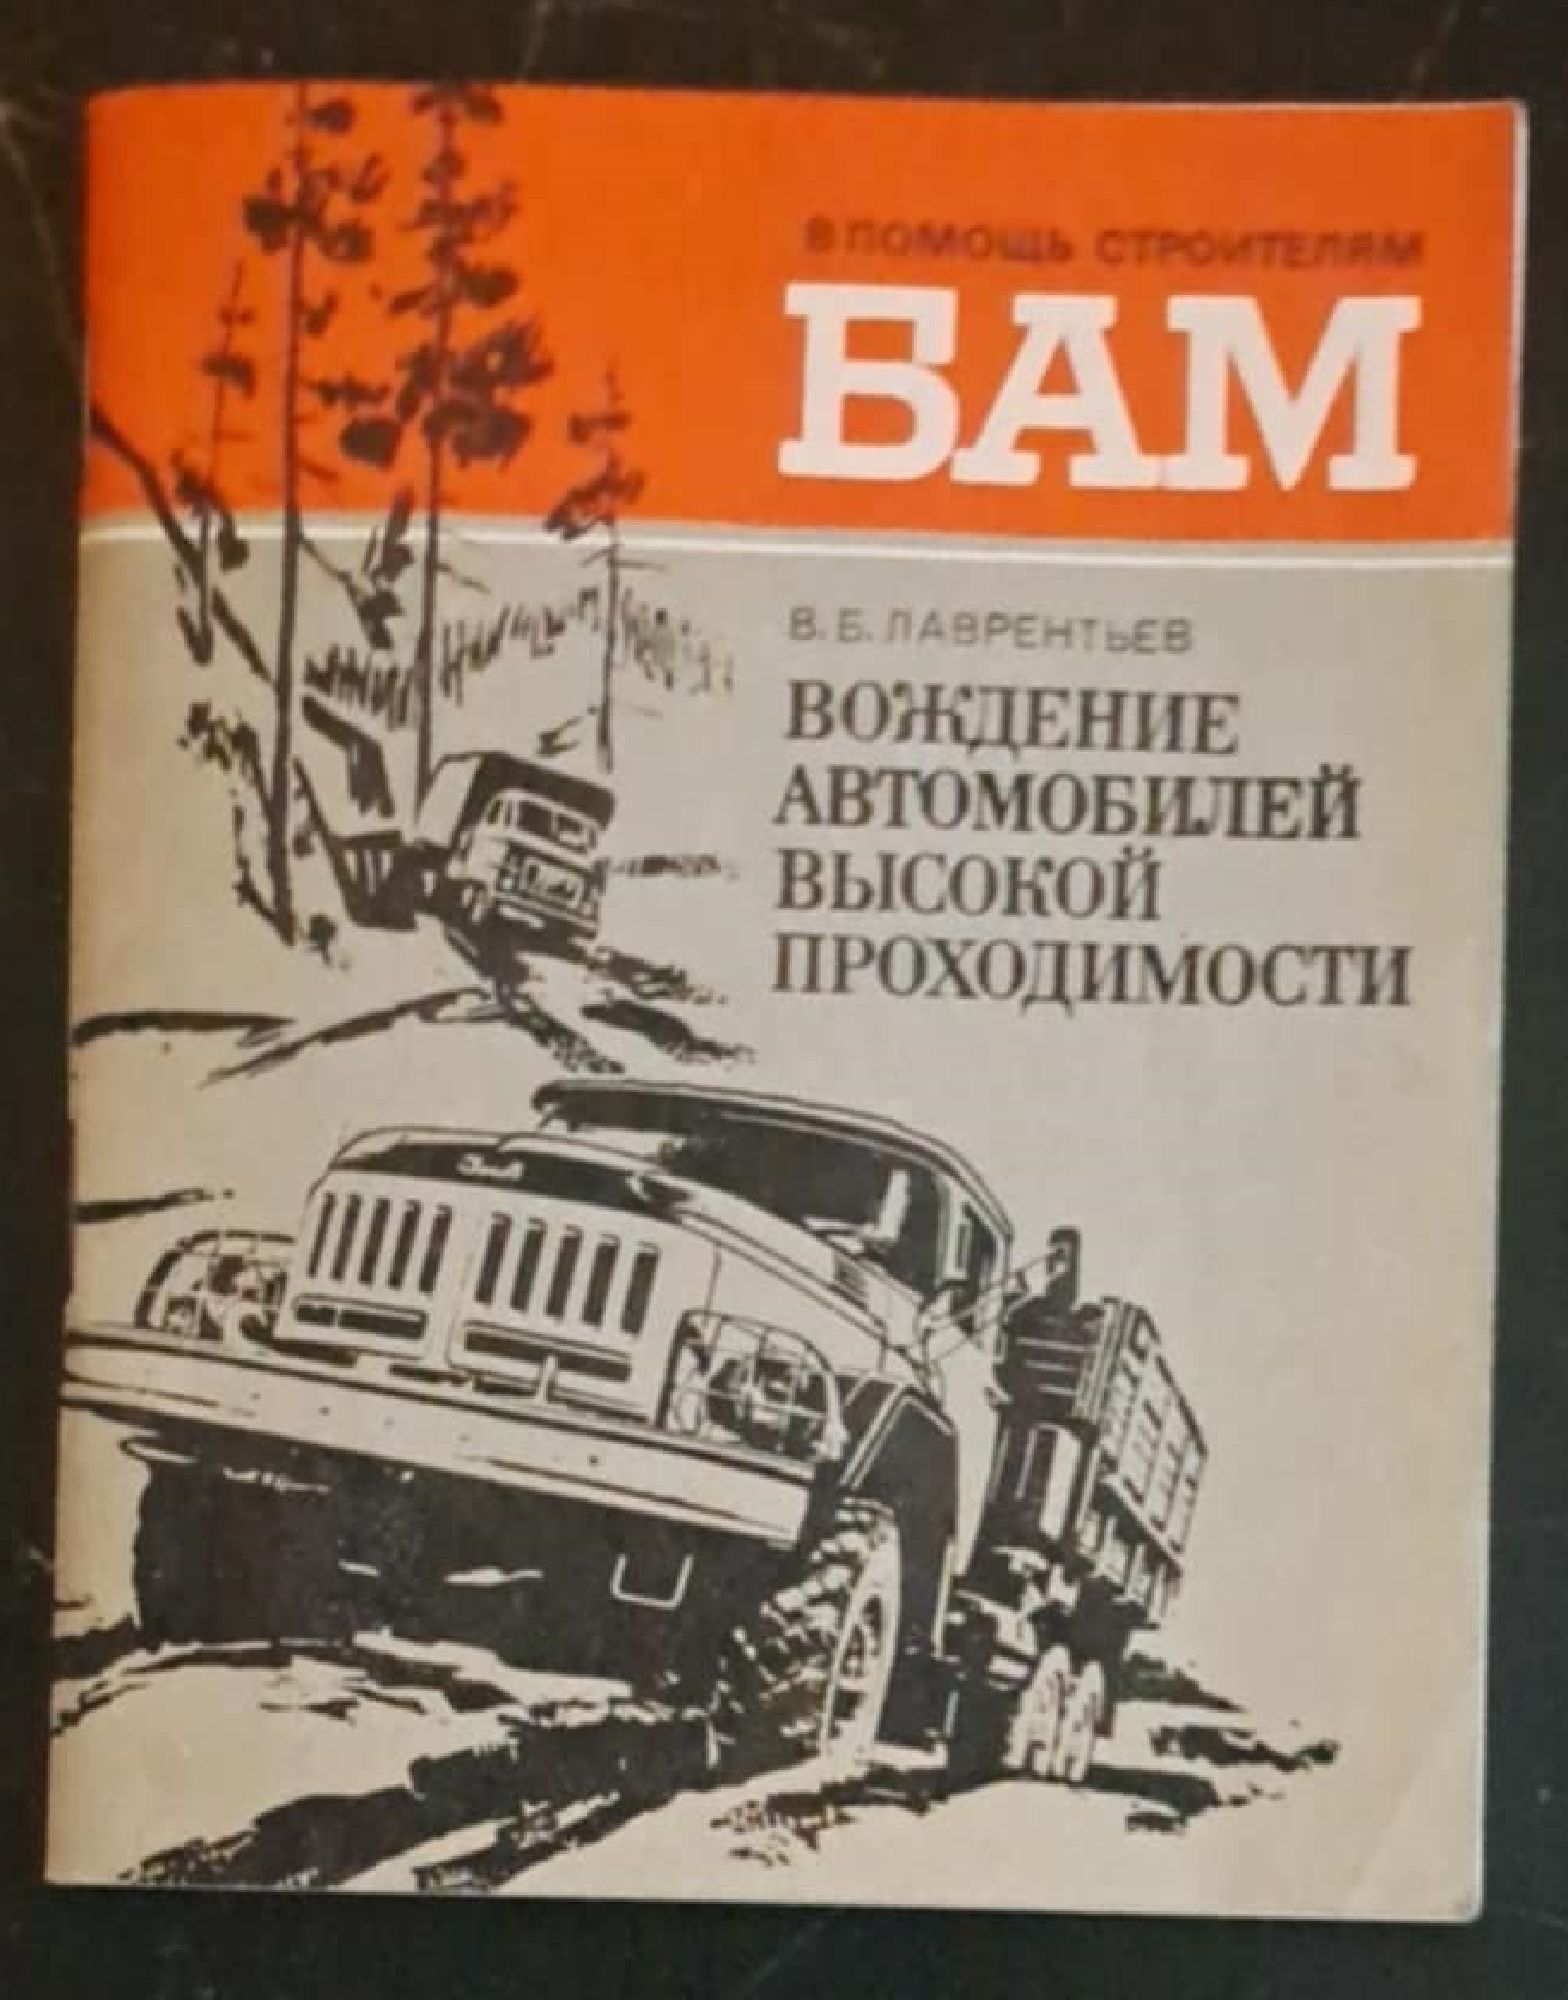 В ПОМОЩЬ СТРОИТЕЛЯМ
БАМ
В. Б. ЛАВРЕНТЬЕВ
ВОЖДЕНИЕ
АВТОМОБИЛЕЙ
ВЫСОКОЙ
ПРОХОДИМОСТИ